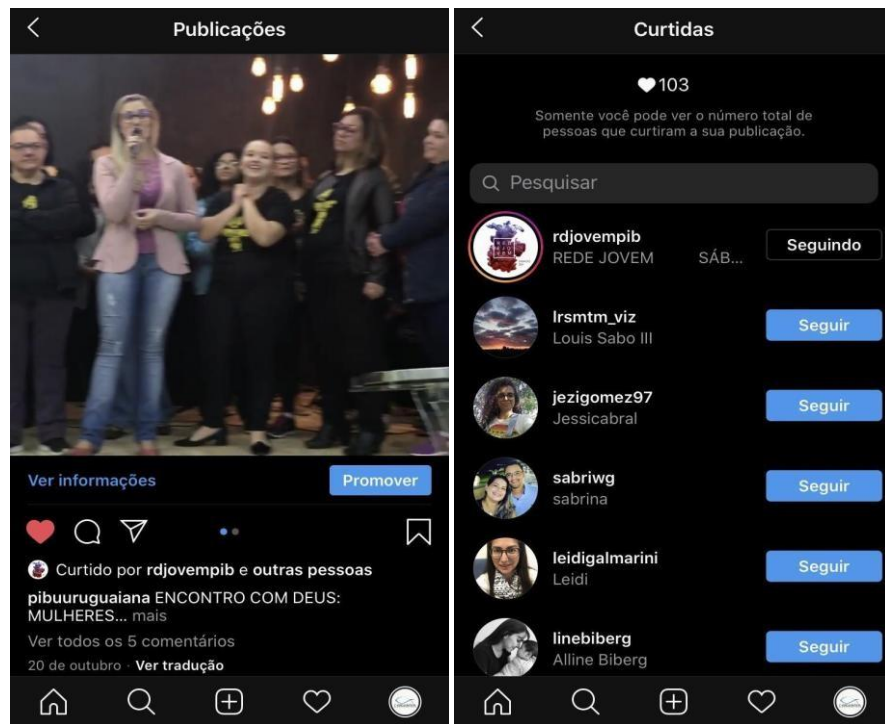 Publicações
Ver informações
Promover
Curtido por rdjovempib e outras pessoas
pibuuruguaiana ENCONTRO COM DEUS:
MULHERES... mais
Ver todos os 5 comentários
20 de outubro · Ver tradução
Curtidas
103
Somente você pode ver o número total de
pessoas que curtiram a sua publicação.
Pesquisar
rdjovempib
REDE JOVEM SÁB...
Seguindo
lrsmtm_viz
Louis Sabo III
Seguir
jezigomez97
Jessicabral
Seguir
sabriwg
sabrina
Seguir
leidigalmarini
Leidi
Seguir
linebiberg
Alline Biberg
Seguir